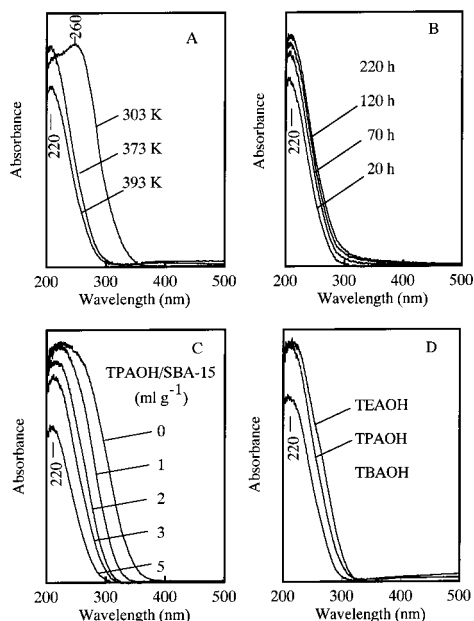 A
260
303 K
373 K
393 K
220
Absorbance
200 300 400 500
Wavelength (nm)
B
220 h
120 h
70 h
20 h
220
Absorbance
200 300 400 500
Wavelength (nm)
C
TPAOH/SBA-15
(ml g⁻¹)
0
1
2
3
5
220
Absorbance
200 300 400 500
Wavelength (nm)
D
TEAOH
TPAOH
TBAOH
220
Absorbance
200 300 400 500
Wavelength (nm)